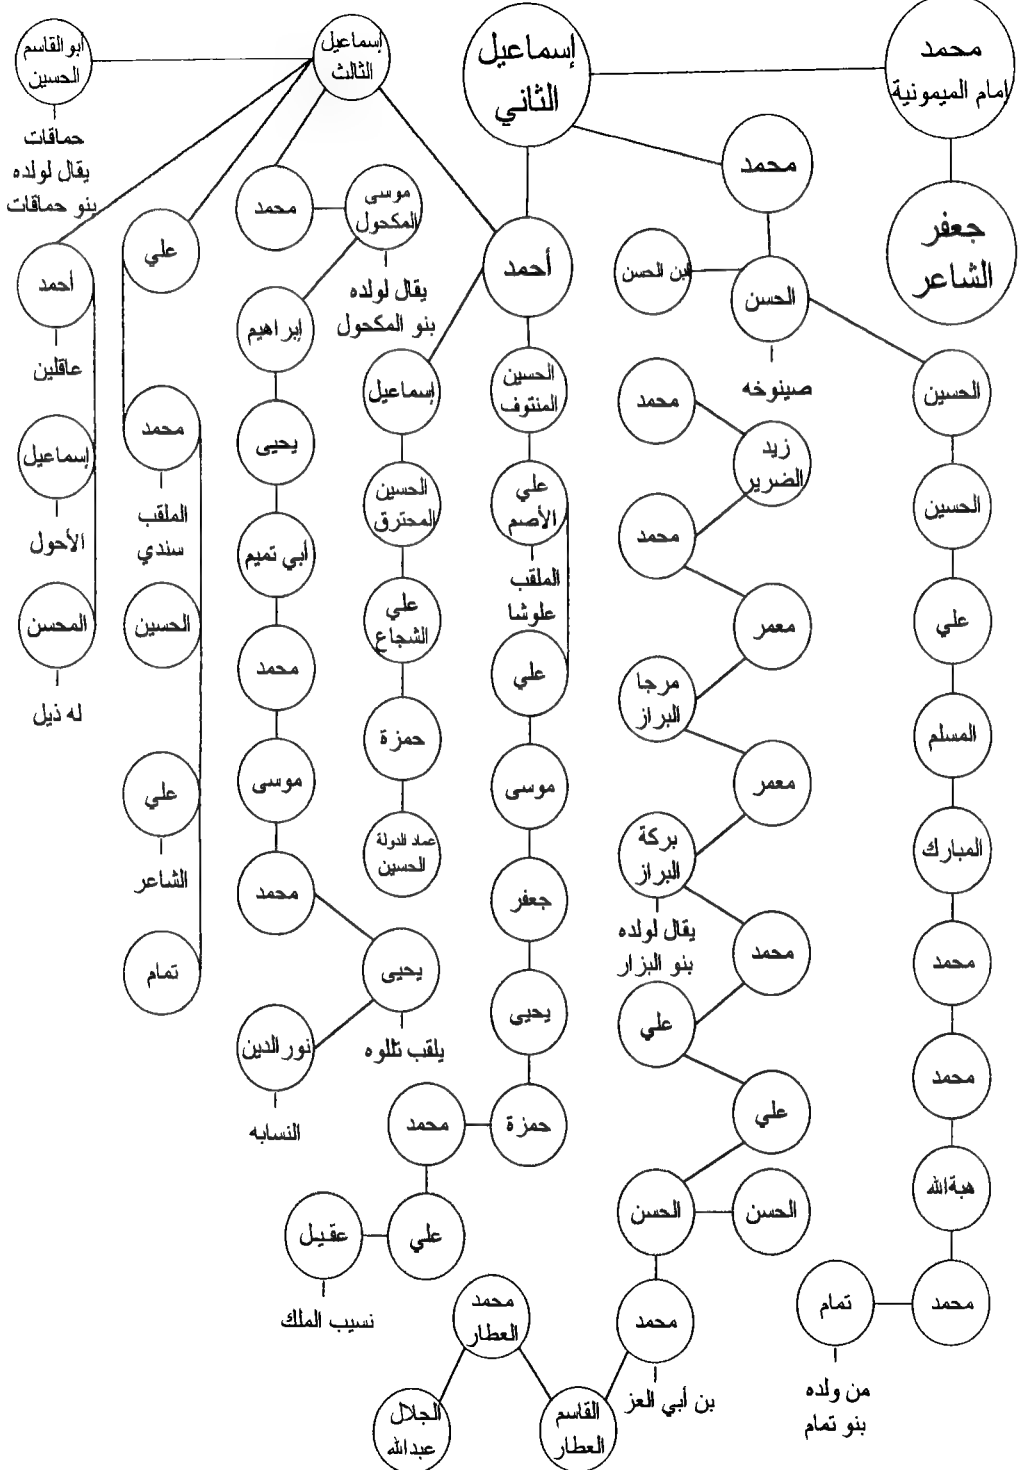 محمد
إمام الميمونية
جعفر
الشاعر
إسماعيل
الثاني
محمد
الحسن
صينوخه
ابن الحسن
الحسين
الحسين
علي
المسلم
المبارك
محمد
محمد
هبة الله
محمد
تمام
من ولده
بنو تمام
محمد
زيد
الضرير
محمد
معمر
مرجا
البراز
معمر
بركة
البراز
يقال لولده
بنو البزار
محمد
علي
علي
الحسن
الحسن
محمد
بن أبي العز
القاسم
العطار
محمد
العطار
الجلال
عبدالله
أحمد
الحسين
المنتوف
علي
الأصم
الملقب
علوشا
علي
موسى
جعفر
يحيى
حمزة
محمد
علي
عقيل
نسيب الملك
إسماعيل
الحسين
المحترق
علي
الشجاع
حمزة
عماد الدولة
الحسين
إسماعيل
الثالث
محمد
موسى
المكحول
يقال لولده
بنو المكحول
إبراهيم
يحيى
أبي تميم
محمد
موسى
محمد
يحيى
يلقب تللوه
نور الدين
النسابه
علي
محمد
الملقب
سندي
الحسين
علي
الشاعر
تمام
أحمد
عاقلين
إسماعيل
الأحول
المحسن
له ذيل
أبو القاسم
الحسين
حماقات
يقال لولده
بنو حماقات